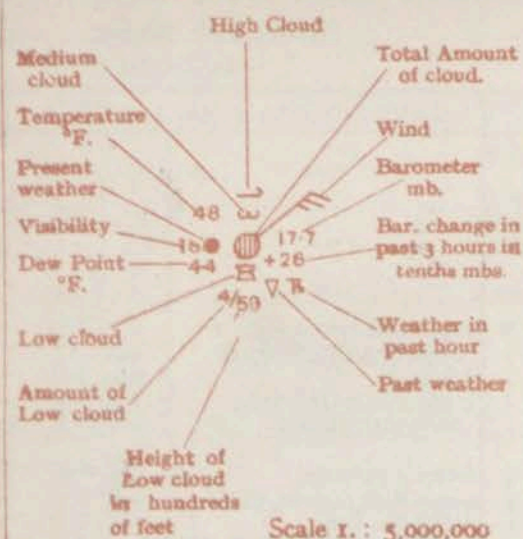 High Cloud
Medium
cloud
Total Amount
of cloud.
Temperature
°F.
Wind
Present
weather
Barometer
mb.
48
Visibility
16
17·7
Bar. change in
past 3 hours in
tenths mbs.
Dew Point
°F.
44
+26
4/50
Low cloud
Weather in
past hour
Amount of
Low cloud
Past weather
Height of
Low cloud
in hundreds
of feet
Scale 1. : 5,000,000